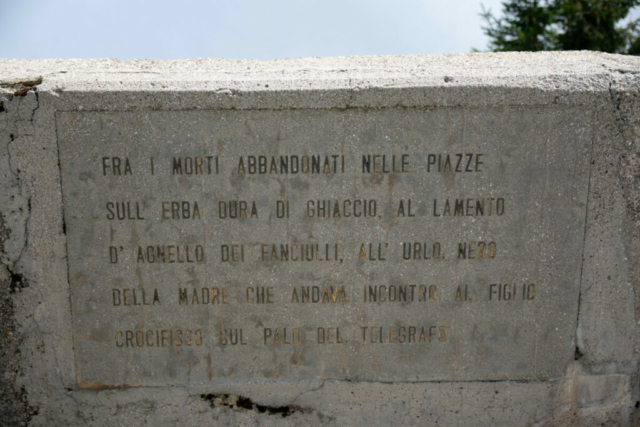 FRA I MORTI ABBANDONATI NELLE PIAZZE
SULL ERBA DURA DI GHIACCIO, AL LAMENTO
D' AGNELLO DEI FANCIULLI, ALL' URLO, NERO
DELLA MADRE CHE ANDAVA INCONTRO AL FIGLIO
CROCIFISSO SUL PALO DEL TELEGRAFO